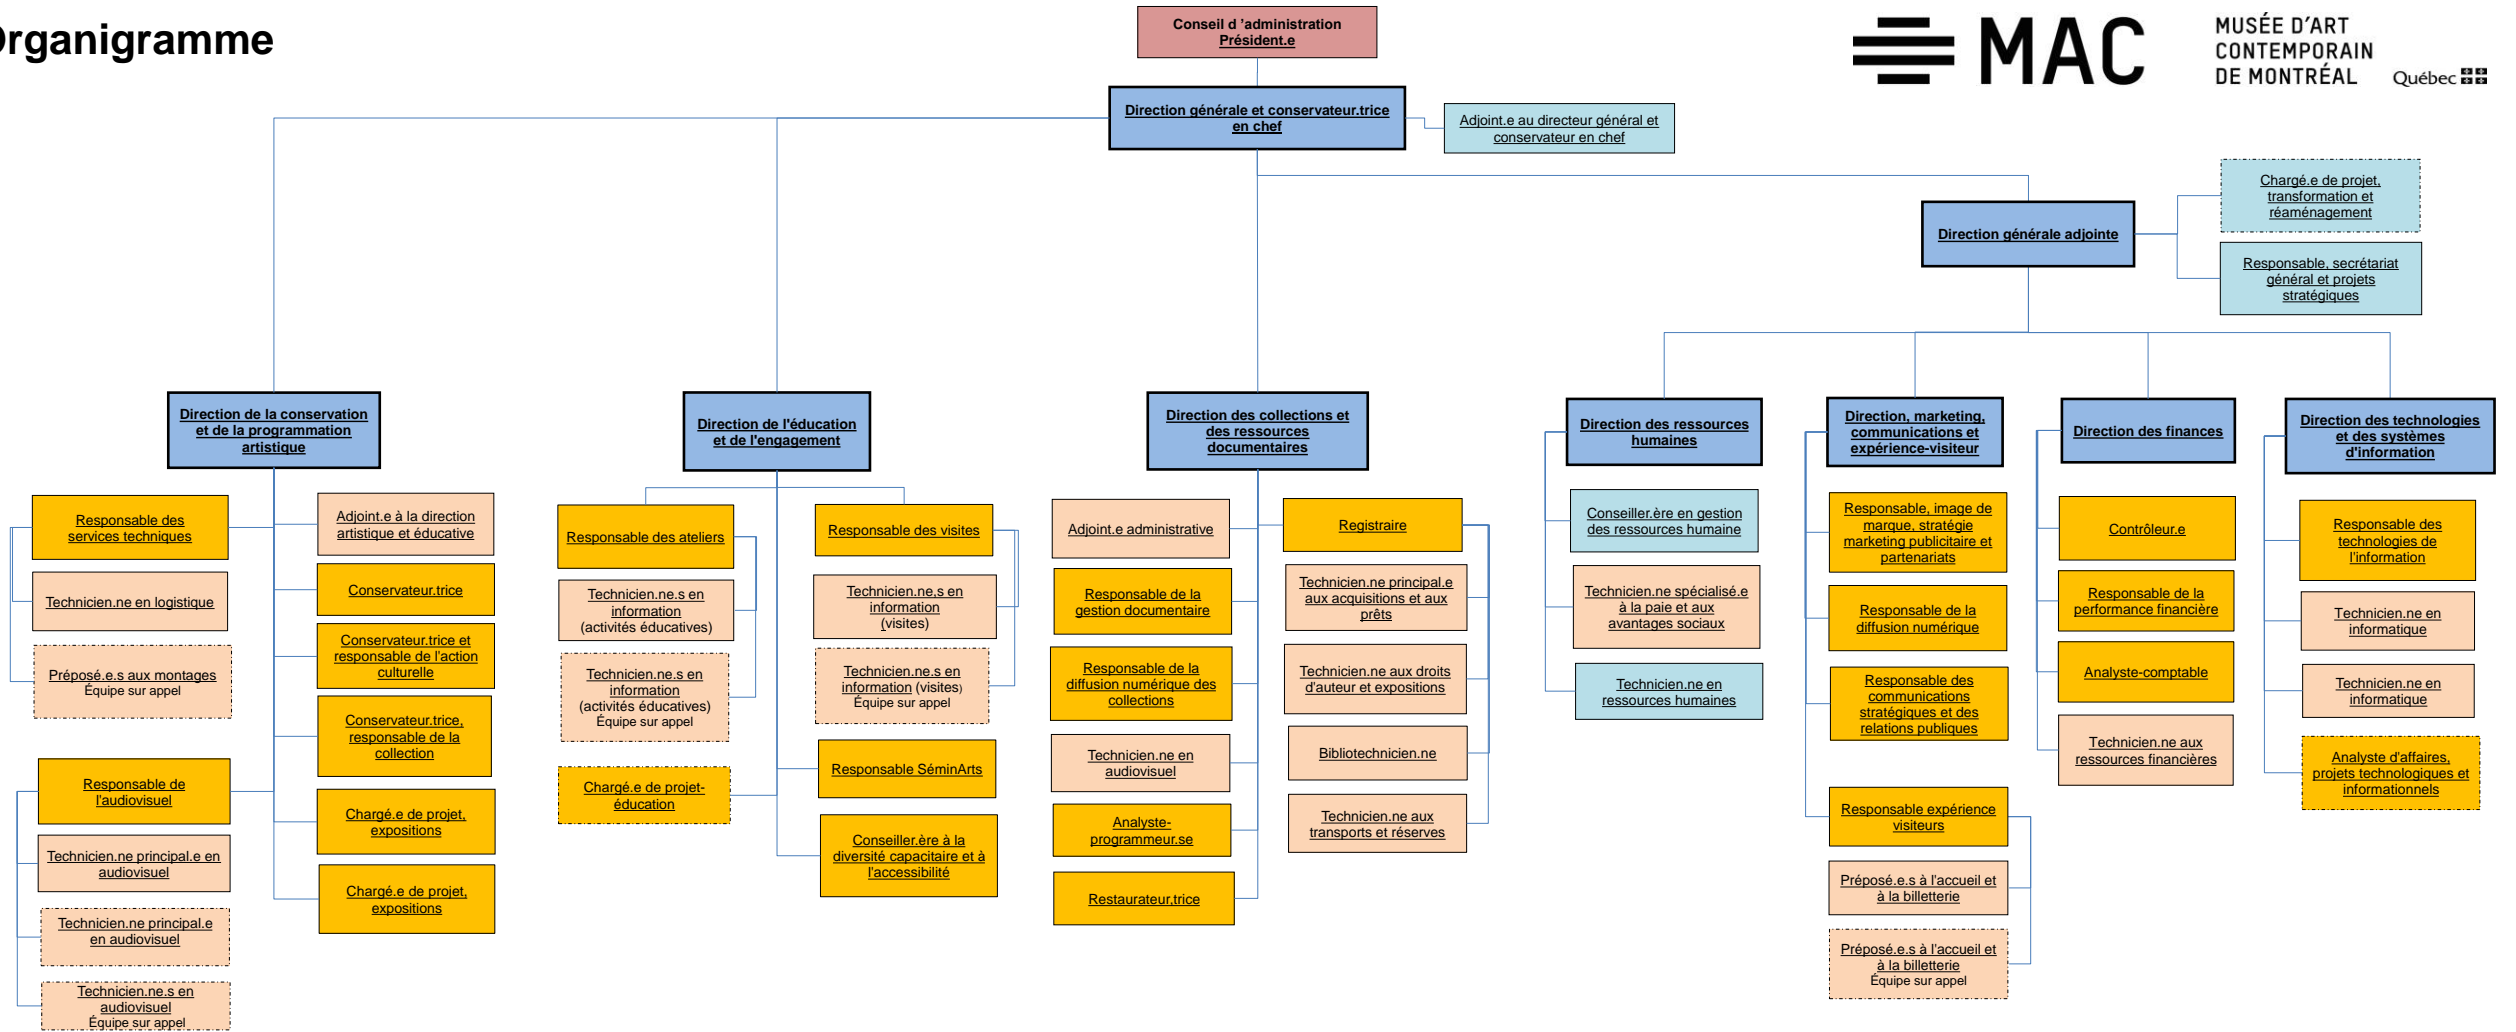 Organigramme
Conseil d 'administration
Président.e
MAC
MUSÉE D'ART
CONTEMPORAIN
DE MONTRÉAL
Québec
Direction générale et conservateur.trice
en chef
Adjoint.e au directeur général et
conservateur en chef
Chargé.e de projet,
transformation et
réaménagement
Direction générale adjointe
Responsable, secrétariat
général et projets
stratégiques
Direction de la conservation
et de la programmation
artistique
Direction de l'éducation
et de l'engagement
Direction des collections et
des ressources
documentaires
Direction des ressources
humaines
Direction, marketing,
communications et
expérience-visiteur
Direction des finances
Direction des technologies
et des systèmes
d'information
Responsable des
services techniques
Technicien.ne en logistique
Préposé.e.s aux montages
Équipe sur appel
Responsable de
l'audiovisuel
Technicien.ne principal.e en
audiovisuel
Technicien.ne principal.e
en audiovisuel
Technicien.ne.s en
audiovisuel
Équipe sur appel
Adjoint.e à la direction
artistique et éducative
Conservateur.trice
Conservateur.trice et
responsable de l'action
culturelle
Conservateur.trice,
responsable de la
collection
Chargé.e de projet,
expositions
Chargé.e de projet,
expositions
Responsable des ateliers
Technicien.ne.s en
information
(activités éducatives)
Technicien.ne.s en
information
(activités éducatives)
Équipe sur appel
Chargé.e de projet-
éducation
Responsable des visites
Technicien.ne,s en
information
(visites)
Technicien.ne.s en
information (visites)
Équipe sur appel
Responsable SéminArts
Conseiller.ère à la
diversité capacitaire et à
l'accessibilité
Adjoint.e administrative
Responsable de la
gestion documentaire
Responsable de la
diffusion numérique des
collections
Technicien.ne en
audiovisuel
Analyste-
programmeur.se
Restaurateur,trice
Registraire
Technicien.ne principal.e
aux acquisitions et aux
prêts
Technicien.ne aux droits
d'auteur et expositions
Bibliotechnicien.ne
Technicien.ne aux
transports et réserves
Conseiller.ère en gestion
des ressources humaine
Technicien.ne spécialisé.e
à la paie et aux
avantages sociaux
Technicien.ne en
ressources humaines
Responsable, image de
marque, stratégie
marketing publicitaire et
partenariats
Responsable de la
diffusion numérique
Responsable des
communications
stratégiques et des
relations publiques
Responsable expérience
visiteurs
Préposé.e.s à l'accueil et
à la billetterie
Préposé.e.s à l'accueil et
à la billetterie
Équipe sur appel
Contrôleur.e
Responsable de la
performance financière
Analyste-comptable
Technicien.ne aux
ressources financières
Responsable des
technologies de
l'information
Technicien.ne en
informatique
Technicien.ne en
informatique
Analyste d'affaires,
projets technologiques et
informationnels